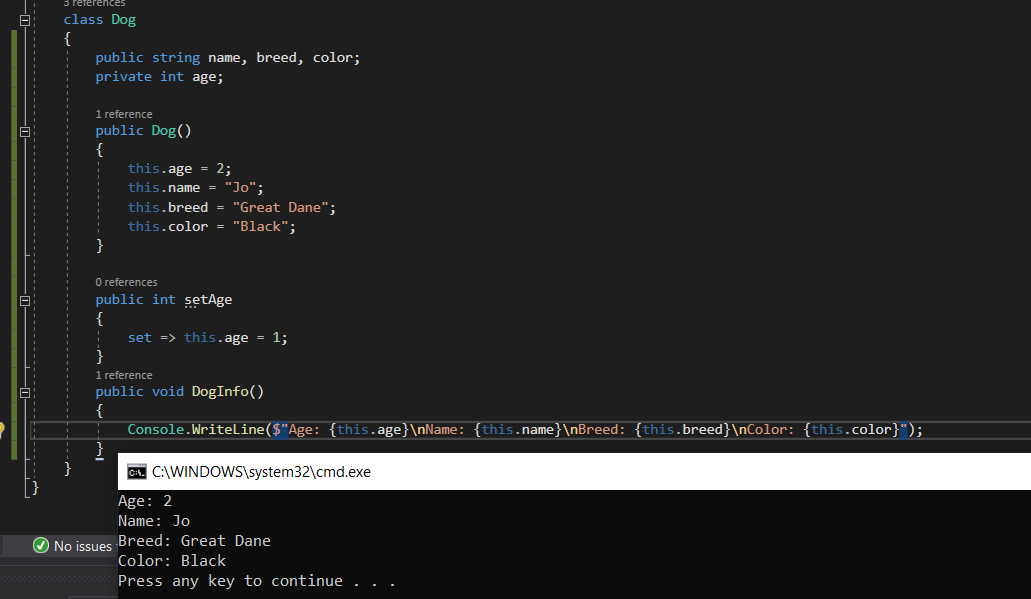 3 references
class Dog
{
public string name, breed, color;
private int age;
1 reference
public Dog()
{
this.age = 2;
this.name = "Jo";
this.breed = "Great Dane";
this.color = "Black";
}
0 references
public int setAge
{
set => this.age = 1;
}
1 reference
public void DogInfo()
{
Console.WriteLine($"Age: {this.age}\nName: {this.name}\nBreed: {this.breed}\nColor: {this.color}");
}
}
}
C:\WINDOWS\system32\cmd.exe
Age: 2
Name: Jo
Breed: Great Dane
Color: Black
Press any key to continue . . .
No issues